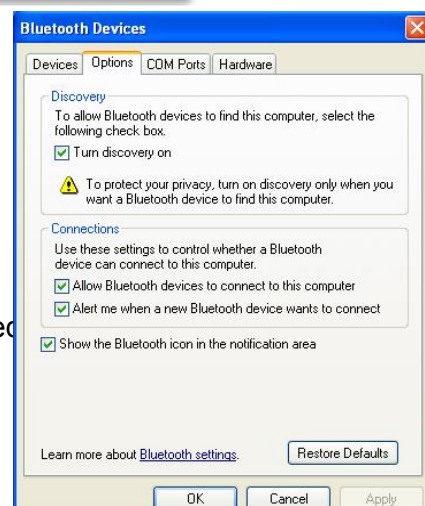 Bluetooth Devices
Devices Options COM Ports Hardware
Discovery
To allow Bluetooth devices to find this computer, select the
following check box.
Turn discovery on
To protect your privacy, turn on discovery only when you
want a Bluetooth device to find this computer.
Connections
Use these settings to control whether a Bluetooth
device can connect to this computer.
Allow Bluetooth devices to connect to this computer
Alert me when a new Bluetooth device wants to connect
Show the Bluetooth icon in the notification area
Learn more about Bluetooth settings. Restore Defaults
OK Cancel Apply